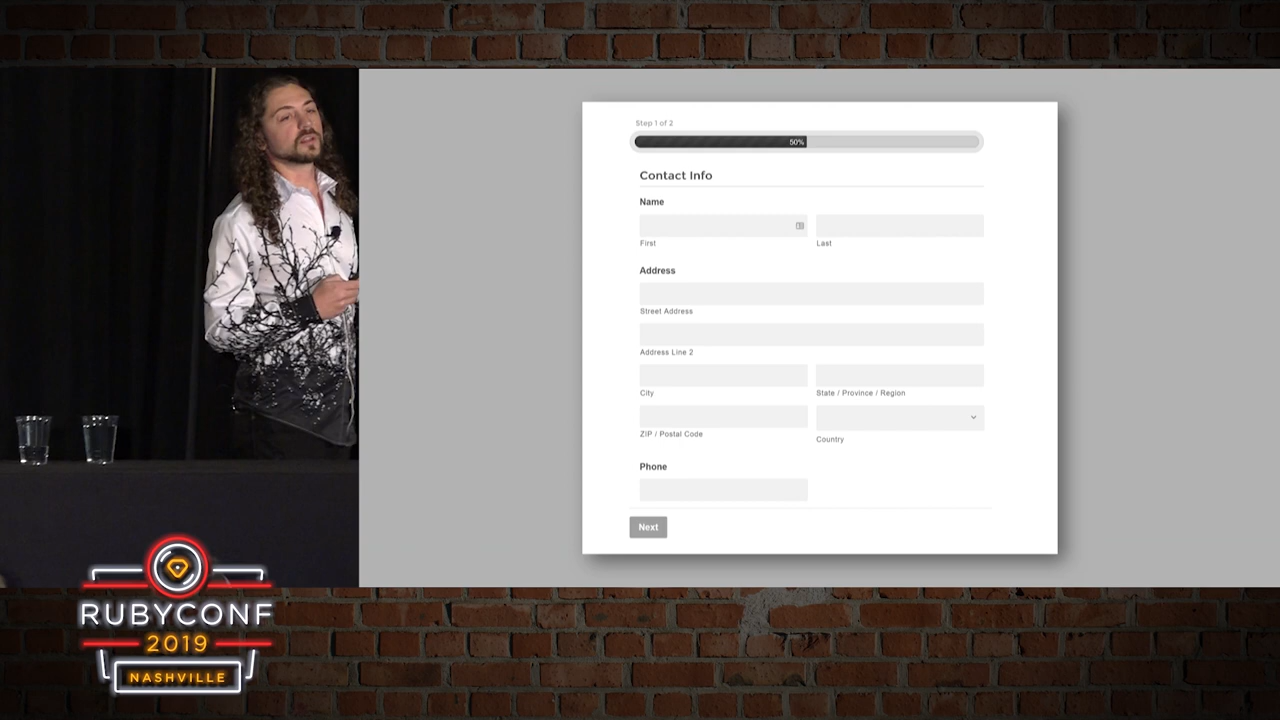 Step 1 of 2
50%
Contact Info
Name
First
Last
Address
Street Address
Address Line 2
City
State / Province / Region
ZIP / Postal Code
Country
Phone
Next
RUBYCONF
2019
NASHVILLE